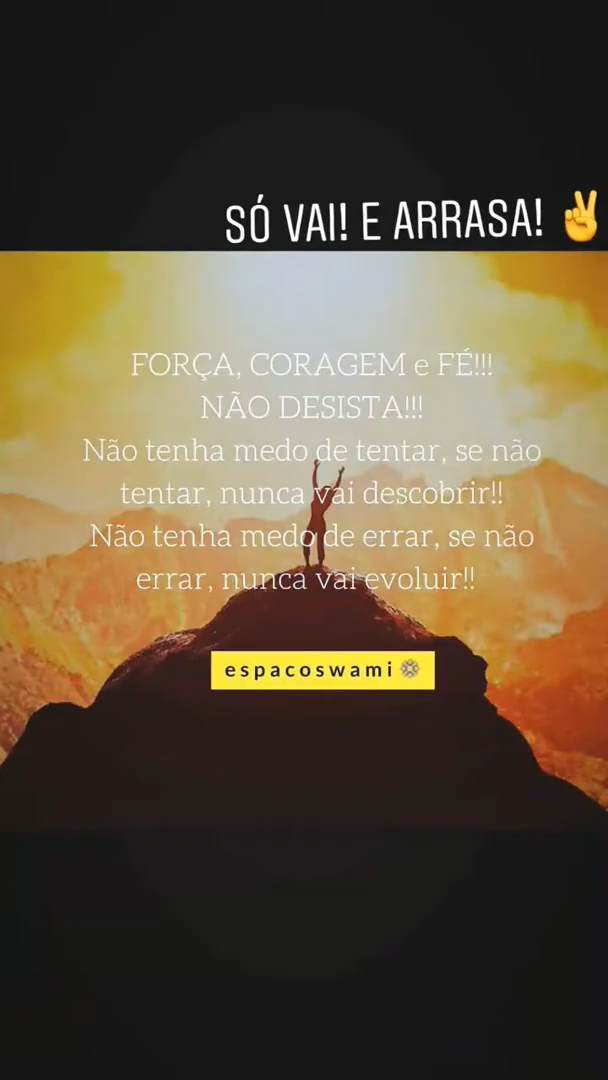 SÓ VAI! E ARRASA! ✌
FORÇA, CORAGEM e FÉ!!!
NÃO DESISTA!!!
Não tenha medo de tentar, se não
tentar, nunca vai descobrir!!
Não tenha medo de errar, se não
errar, nunca vai evoluir!!
espacoswami